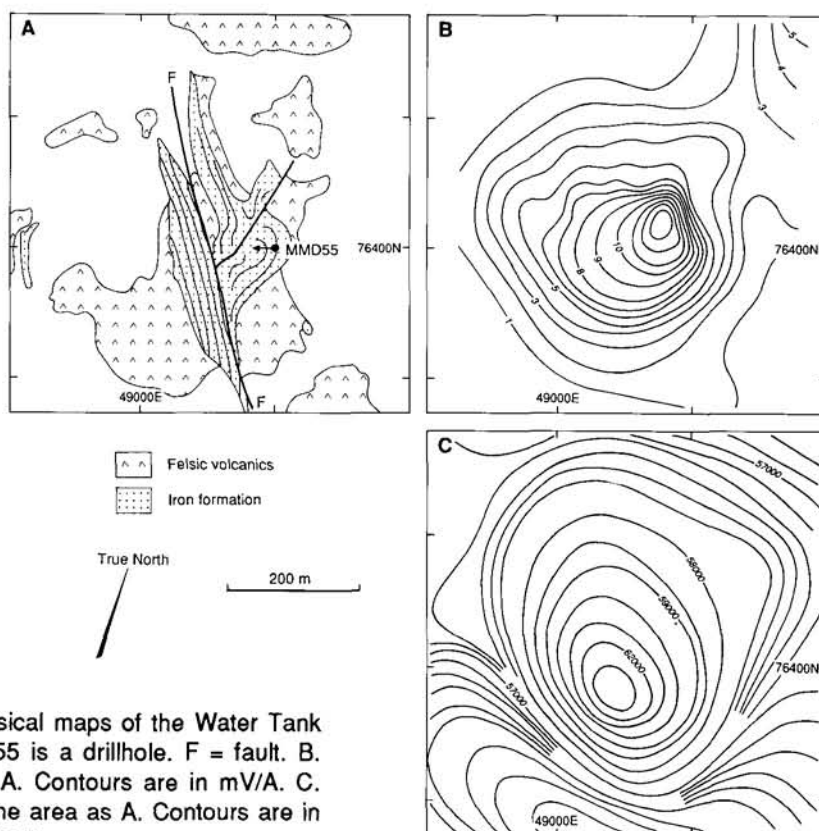 A
F
MMD55
76400N
49000E
F
B
5
4
3
10
9
8
5
3
1
76400N
49000E
Felsic volcanics
Iron formation
True North
200 m
C
57000
58000
59000
62000
57000
76400N
49000E
sical maps of the Water Tank
55 is a drillhole. F = fault. B.
A. Contours are in mV/A. C.
ne area as A. Contours are in